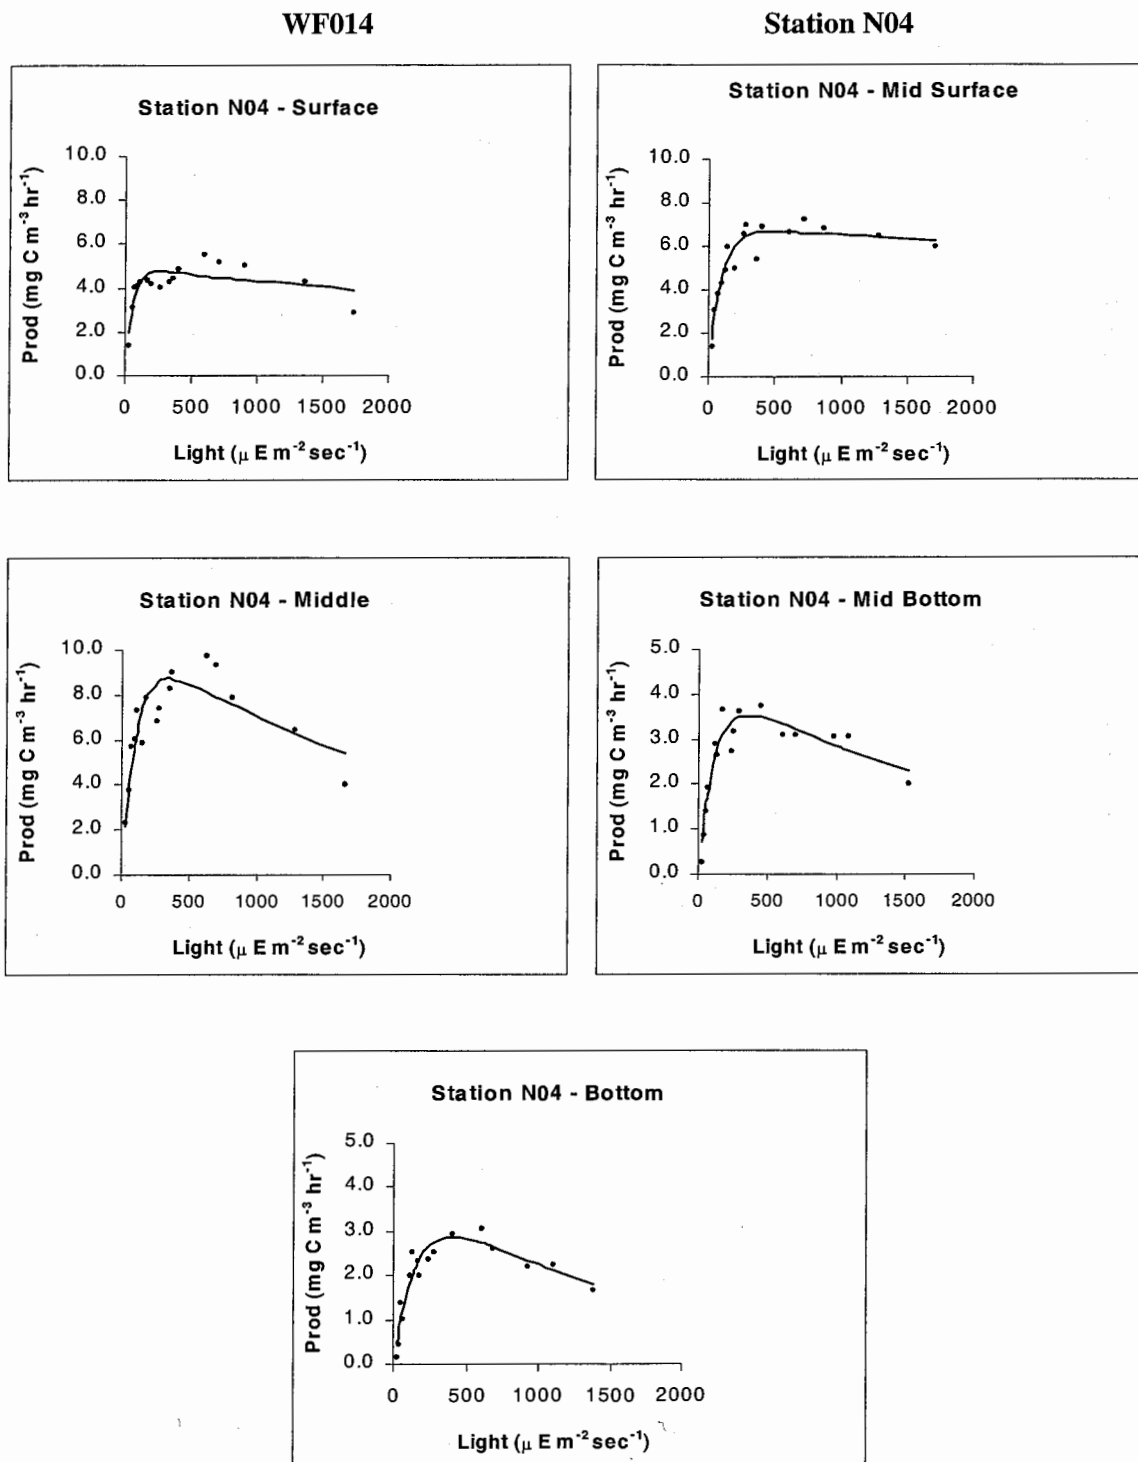 WF014
Station N04
Station N04 - Surface
Prod (mg C m-3 hr-1)
10.0
8.0
6.0
4.0
2.0
0.0
0 500 1000 1500 2000
Light (μ E m-2 sec-1)
Station N04 - Mid Surface
Prod (mg C m-3 hr-1)
10.0
8.0
6.0
4.0
2.0
0.0
0 500 1000 1500 2000
Light (μ E m-2 sec-1)
Station N04 - Middle
Prod (mg C m-3 hr-1)
10.0
8.0
6.0
4.0
2.0
0.0
0 500 1000 1500 2000
Light (μ E m-2 sec-1)
Station N04 - Mid Bottom
Prod (mg C m-3 hr-1)
5.0
4.0
3.0
2.0
1.0
0.0
0 500 1000 1500 2000
Light (μ E m-2 sec-1)
Station N04 - Bottom
Prod (mg C m-3 hr-1)
5.0
4.0
3.0
2.0
1.0
0.0
0 500 1000 1500 2000
Light (μ E m-2 sec-1)